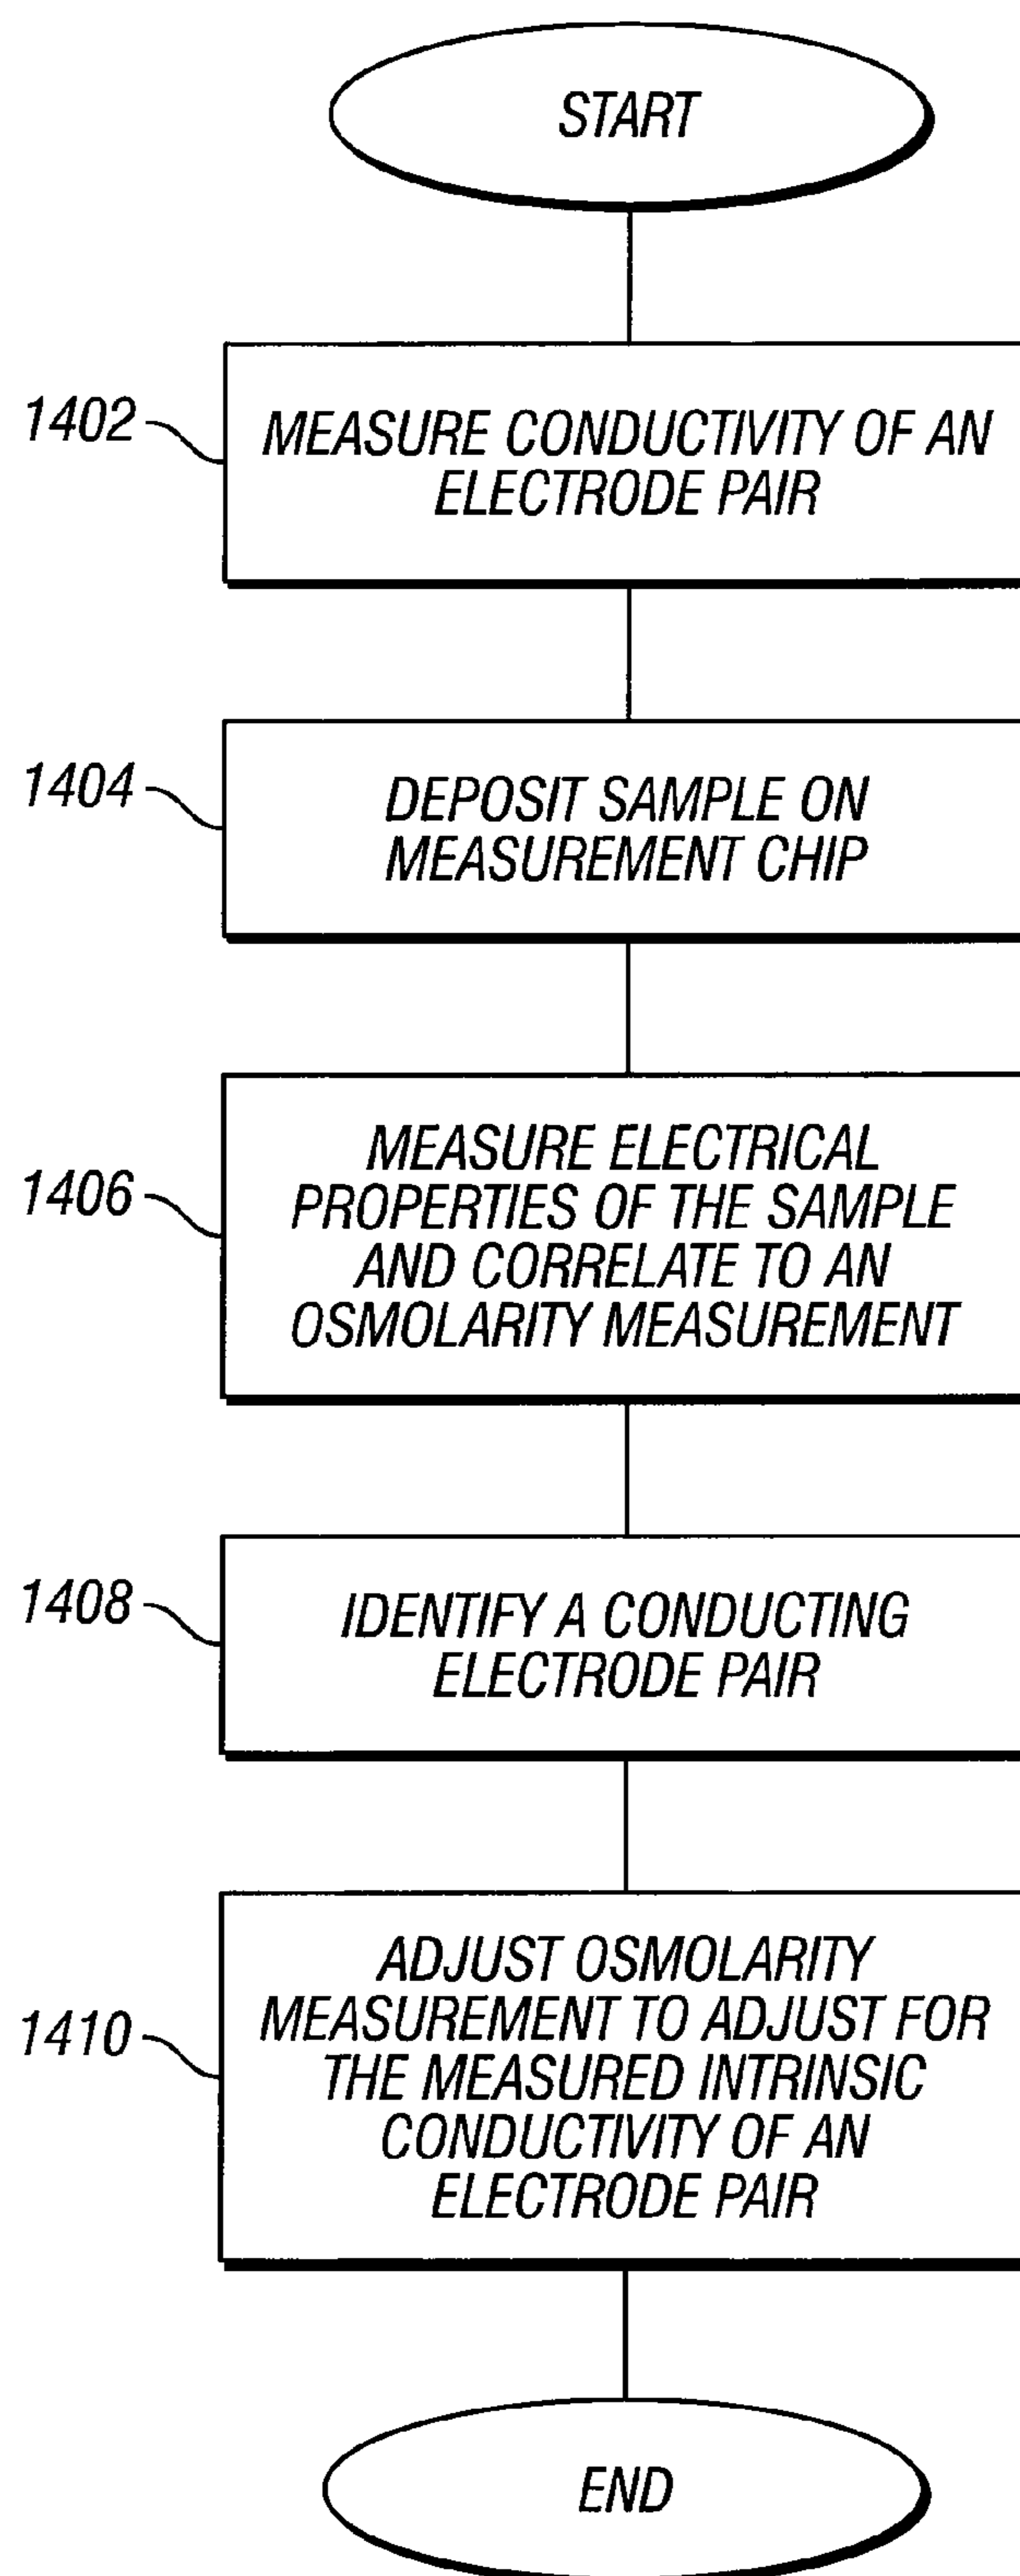 START
1402
MEASURE CONDUCTIVITY OF AN
ELECTRODE PAIR
1404
DEPOSIT SAMPLE ON
MEASUREMENT CHIP
1406
MEASURE ELECTRICAL
PROPERTIES OF THE SAMPLE
AND CORRELATE TO AN
OSMOLARITY MEASUREMENT
1408
IDENTIFY A CONDUCTING
ELECTRODE PAIR
1410
ADJUST OSMOLARITY
MEASUREMENT TO ADJUST FOR
THE MEASURED INTRINSIC
CONDUCTIVITY OF AN
ELECTRODE PAIR
END